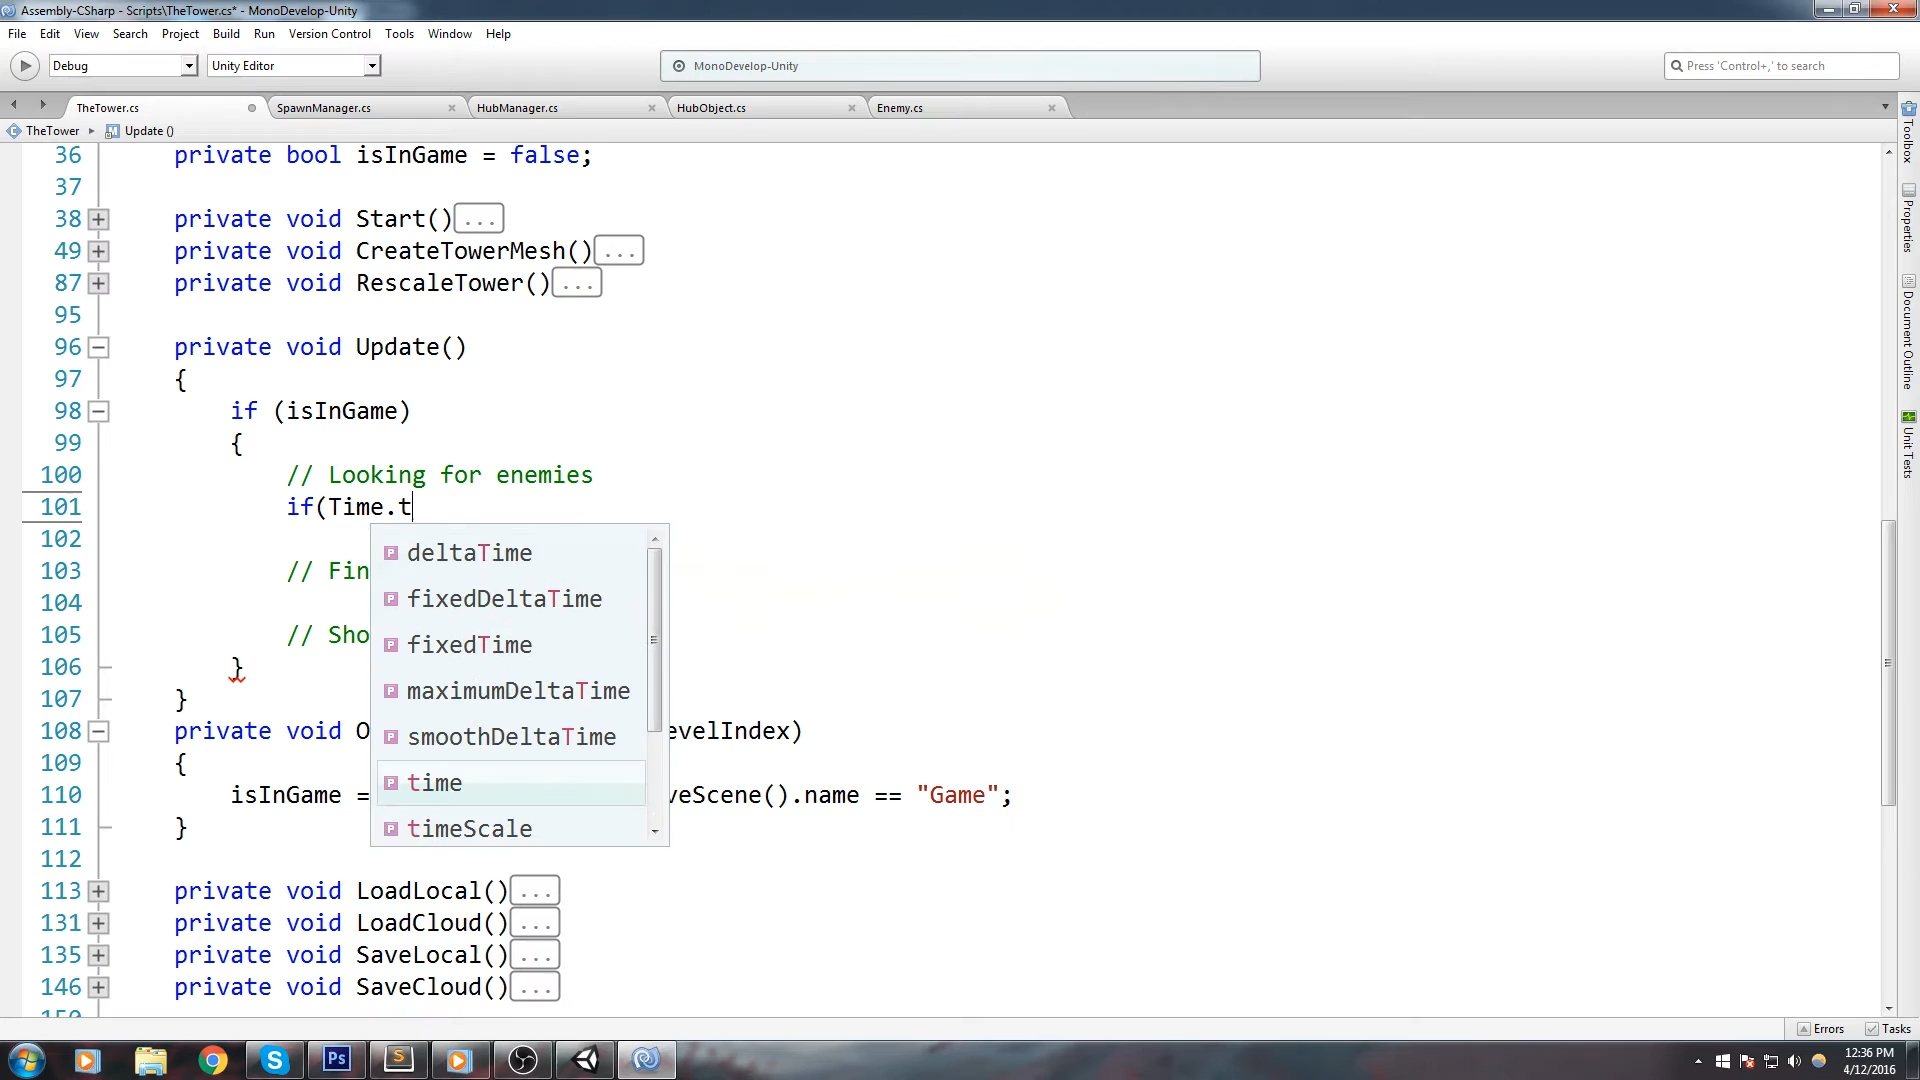 Assembly-CSharp - Scripts\TheTower.cs* - MonoDevelop-Unity
File Edit View Search Project Build Run Version Control Tools Window Help
Debug Unity Editor MonoDevelop-Unity Press 'Control+,' to search
TheTower.cs SpawnManager.cs HubManager.cs HubObject.cs Enemy.cs
TheTower Update ()
36 private bool isInGame = false;
37
38 private void Start()...
49 private void CreateTowerMesh()...
87 private void RescaleTower()...
95
96 private void Update()
97 {
98 if (isInGame)
99 {
100 // Looking for enemies
101 if(Time.t
102
103 // Fin
104
105 // Sho
106 }
107 }
108 private void O evelIndex)
109 {
110 isInGame = veScene().name == "Game";
111 }
112
113 private void LoadLocal()...
131 private void LoadCloud()...
135 private void SaveLocal()...
146 private void SaveCloud()...
150
deltaTime
fixedDeltaTime
fixedTime
maximumDeltaTime
smoothDeltaTime
time
timeScale
Toolbox
Properties
Document Outline
Unit Tests
Errors Tasks
Ps S
12:36 PM
4/12/2016